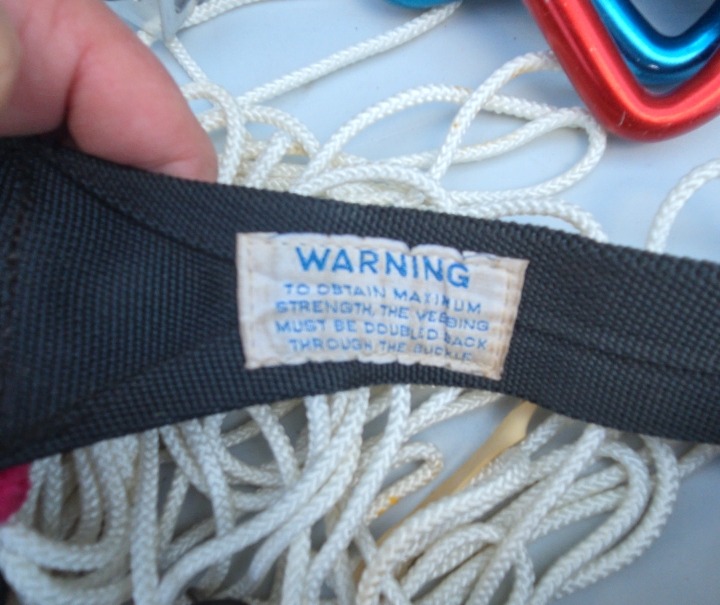 WARNING
TO OBTAIN MAXIMUM
STRENGTH, THE WEBBING
MUST BE DOUBLED BACK
THROUGH THE BUCKLE